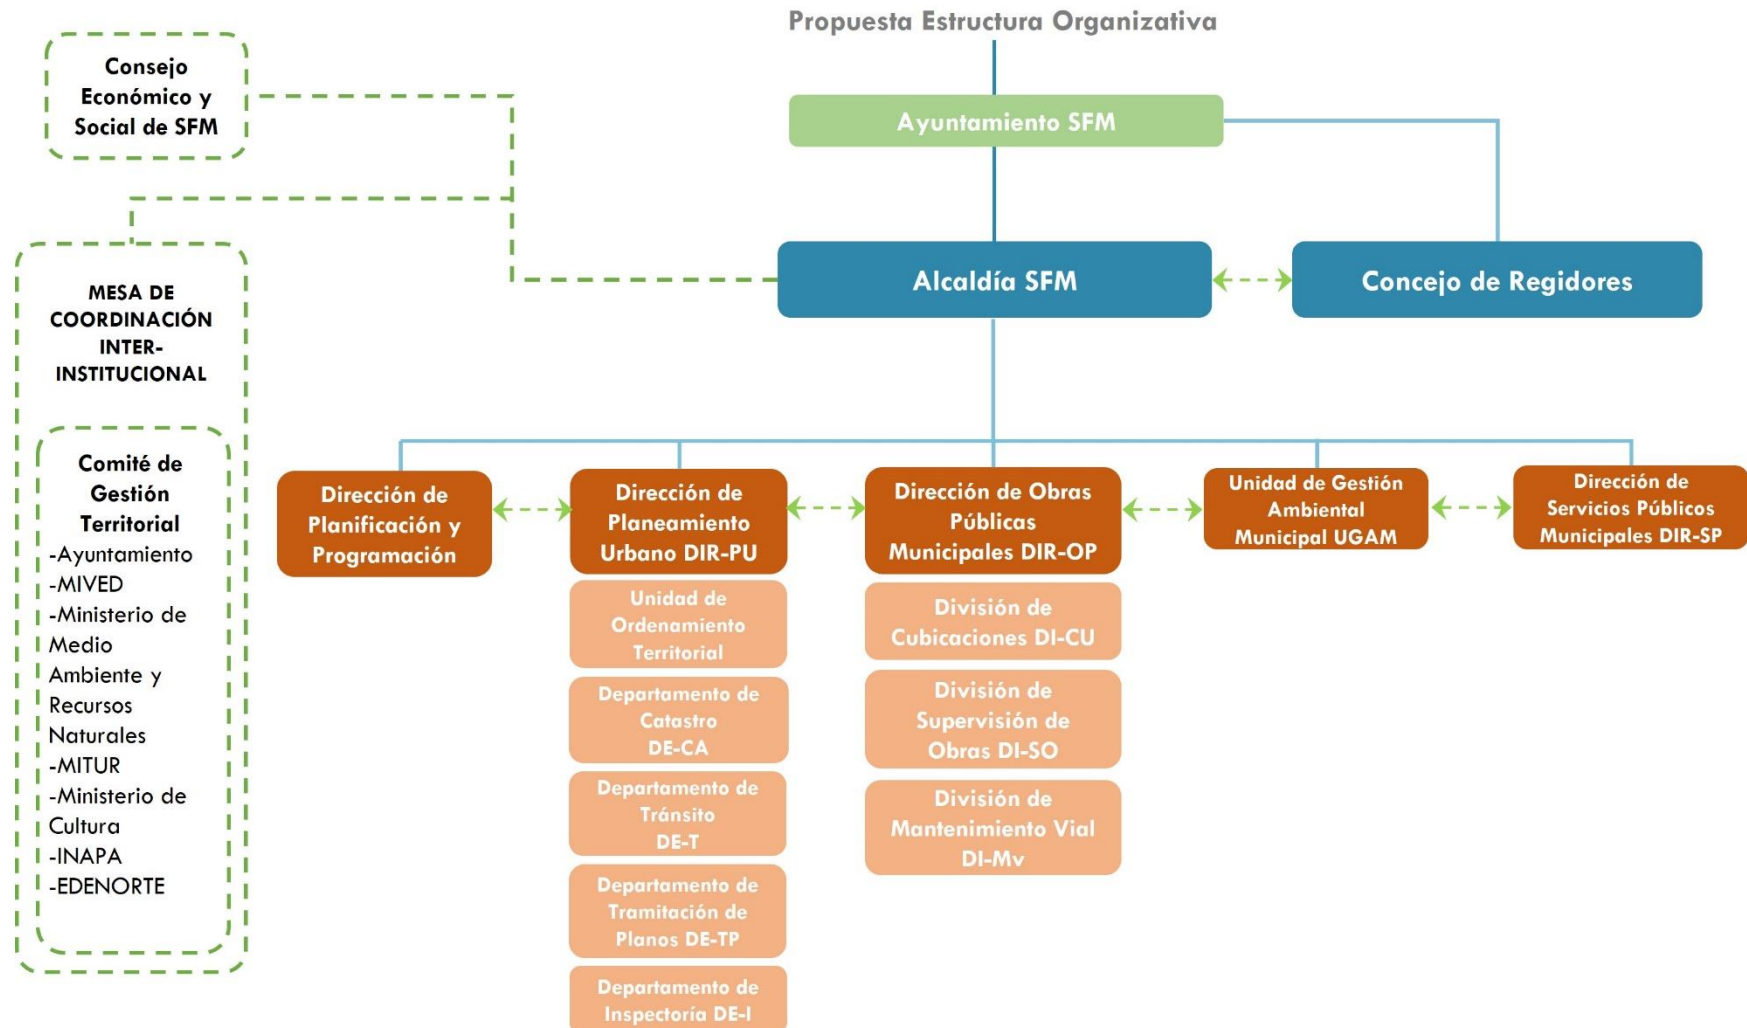 Propuesta Estructura Organizativa
Consejo
Económico y
Social de SFM
Ayuntamiento SFM
Alcaldía SFM
Concejo de Regidores
MESA DE
COORDINACIÓN
INTER-
INSTITUCIONAL
Comité de
Gestión
Territorial
-Ayuntamiento
-MIVED
-Ministerio de
Medio
Ambiente y
Recursos
Naturales
-MITUR
-Ministerio de
Cultura
-INAPA
-EDENORTE
Dirección de
Planificación y
Programación
Dirección de
Planeamiento
Urbano DIR-PU
Unidad de
Ordenamiento
Territorial
Departamento de
Catastro
DE-CA
Departamento de
Tránsito
DE-T
Departamento de
Tramitación de
Planos DE-TP
Departamento de
Inspectoría DE-I
Dirección de Obras
Públicas
Municipales DIR-OP
División de
Cubicaciones DI-CU
División de
Supervisión de
Obras DI-SO
División de
Mantenimiento Vial
DI-Mv
Unidad de Gestión
Ambiental
Municipal UGAM
Dirección de
Servicios Públicos
Municipales DIR-SP